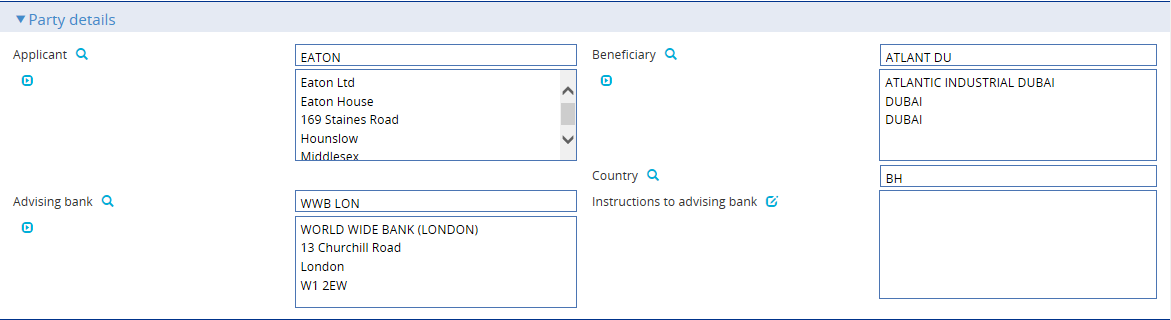 Party details
Applicant
EATON
Eaton Ltd
Eaton House
169 Staines Road
Hounslow
Middlesex
Beneficiary
ATLANT DU
ATLANTIC INDUSTRIAL DUBAI
DUBAI
DUBAI
Country
BH
Advising bank
WWB LON
WORLD WIDE BANK (LONDON)
13 Churchill Road
London
W1 2EW
Instructions to advising bank